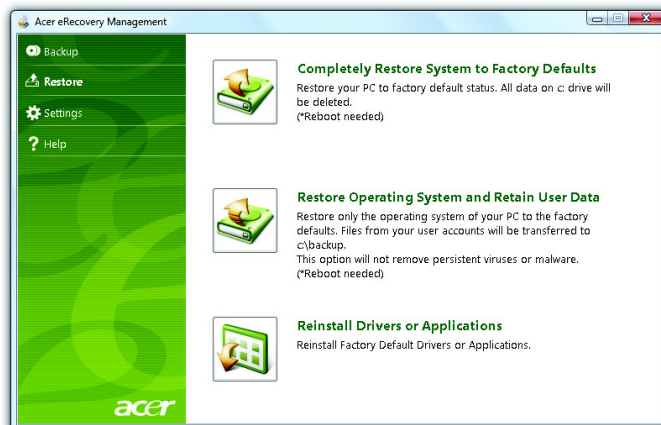 Acer eRecovery Management
Backup
Restore
Settings
? Help
Completely Restore System to Factory Defaults
Restore your PC to factory default status. All data on c: drive will
be deleted.
(*Reboot needed)
Restore Operating System and Retain User Data
Restore only the operating system of your PC to the factory
defaults. Files from your user accounts will be transferred to
c:\backup.
This option will not remove persistent viruses or malware.
(*Reboot needed)
Reinstall Drivers or Applications
Reinstall Factory Default Drivers or Applications.
acer